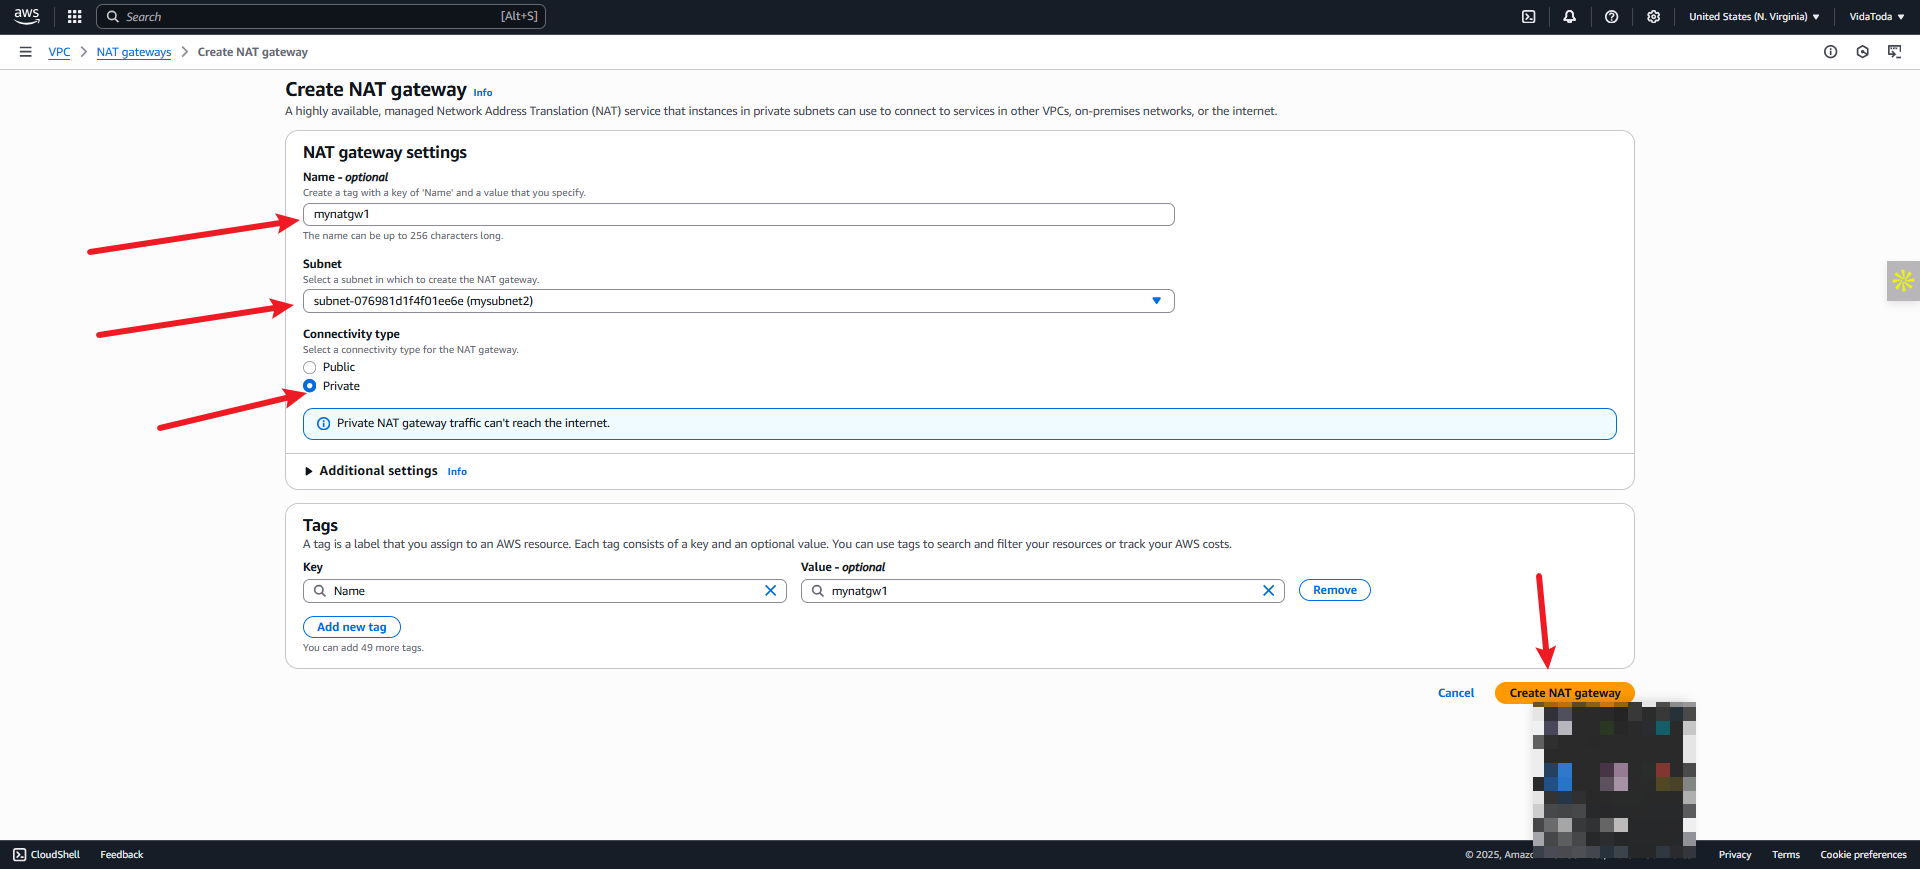 aws
Search [Alt+S]
United States (N. Virginia) VidaToda
VPC NAT gateways Create NAT gateway
Create NAT gateway Info
A highly available, managed Network Address Translation (NAT) service that instances in private subnets can use to connect to services in other VPCs, on-premises networks, or the internet.
NAT gateway settings
Name - optional
Create a tag with a key of 'Name' and a value that you specify.
mynatgw1
The name can be up to 256 characters long.
Subnet
Select a subnet in which to create the NAT gateway.
subnet-076981d1f4f01ee6e (mysubnet2)
Connectivity type
Select a connectivity type for the NAT gateway.
Public
Private
Private NAT gateway traffic can't reach the internet.
Additional settings Info
Tags
A tag is a label that you assign to an AWS resource. Each tag consists of a key and an optional value. You can use tags to search and filter your resources or track your AWS costs.
Key Value - optional
Name mynatgw1 Remove
Add new tag
You can add 49 more tags.
Cancel Create NAT gateway
CloudShell Feedback © 2025, Privacy Terms Cookie preferences